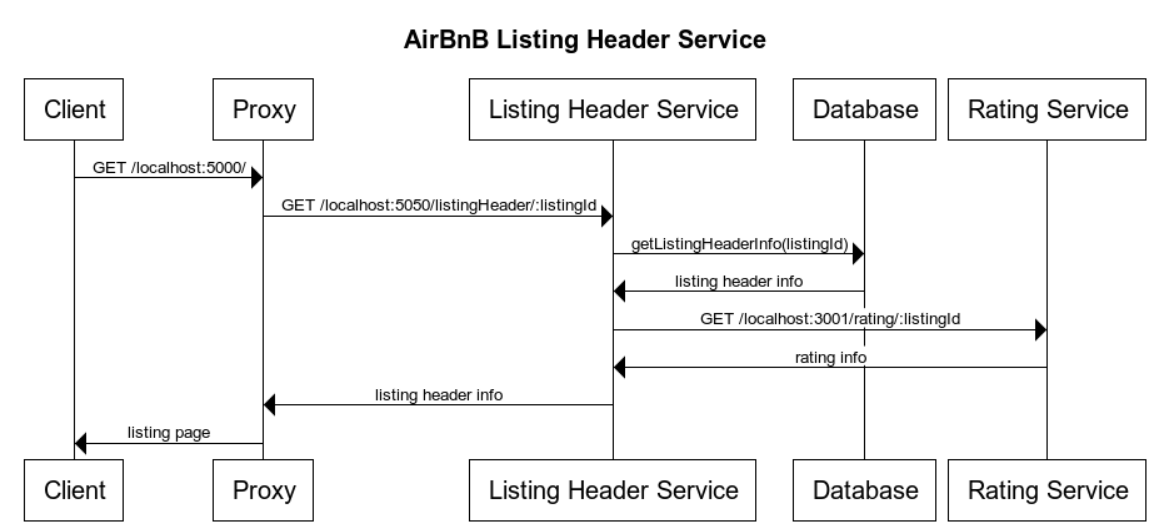 AirBnB Listing Header Service
Client
Proxy
Listing Header Service
Database
Rating Service
GET /localhost:5000/
GET /localhost:5050/listingHeader/:listingId
getListingHeaderInfo(listingId)
listing header info
GET /localhost:3001/rating/:listingId
rating info
listing header info
listing page
Client
Proxy
Listing Header Service
Database
Rating Service